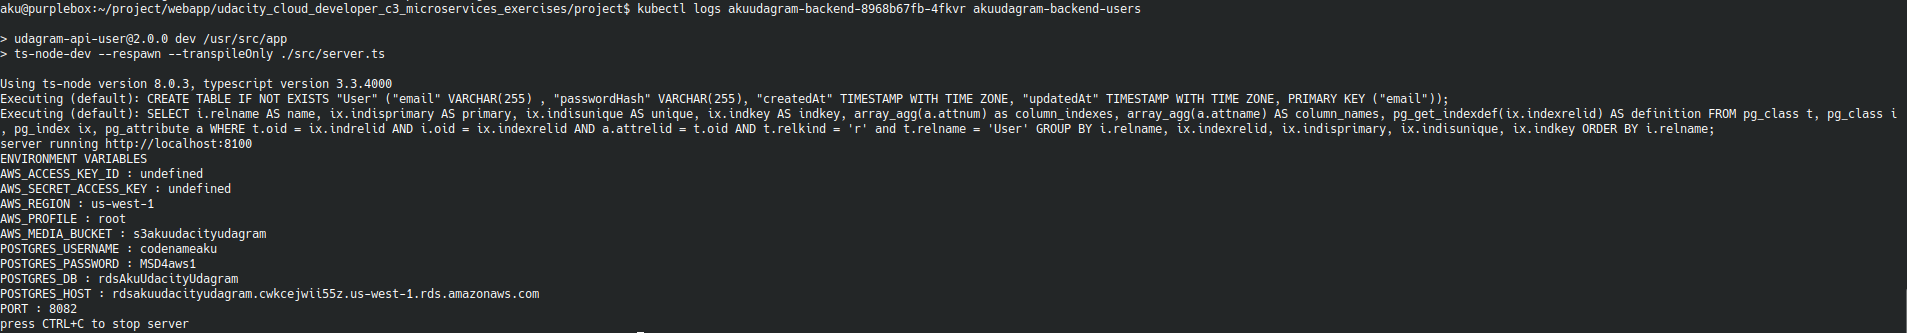 aku@purplebox:~/project/webapp/udacity_cloud_developer_c3_microservices_exercises/project$ kubectl logs akuudagram-backend-8968b67fb-4fkvr akuudagram-backend-users
> udagram-api-user@2.0.0 dev /usr/src/app
> ts-node-dev --respawn --transpileOnly ./src/server.ts
Using ts-node version 8.0.3, typescript version 3.3.4000
Executing (default): CREATE TABLE IF NOT EXISTS "User" ("email" VARCHAR(255) , "passwordHash" VARCHAR(255), "createdAt" TIMESTAMP WITH TIME ZONE, "updatedAt" TIMESTAMP WITH TIME ZONE, PRIMARY KEY ("email"));
Executing (default): SELECT i.relname AS name, ix.indisprimary AS primary, ix.indisunique AS unique, ix.indkey AS indkey, array_agg(a.attnum) as column_indexes, array_agg(a.attname) AS column_names, pg_get_indexdef(ix.indexrelid) AS definition FROM pg_class t, pg_class i
, pg_index ix, pg_attribute a WHERE t.oid = ix.indrelid AND i.oid = ix.indexrelid AND a.attrelid = t.oid AND t.relkind = 'r' and t.relname = 'User' GROUP BY i.relname, ix.indexrelid, ix.indisprimary, ix.indisunique, ix.indkey ORDER BY i.relname;
server running http://localhost:8100
ENVIRONMENT VARIABLES
AWS_ACCESS_KEY_ID : undefined
AWS_SECRET_ACCESS_KEY : undefined
AWS_REGION : us-west-1
AWS_PROFILE : root
AWS_MEDIA_BUCKET : s3akuudacityudagram
POSTGRES_USERNAME : codenameaku
POSTGRES_PASSWORD : MSD4aws1
POSTGRES_DB : rdsAkuUdacityUdagram
POSTGRES_HOST : rdsakuudacityudagram.cwkcejwii55z.us-west-1.rds.amazonaws.com
PORT : 8082
press CTRL+C to stop server